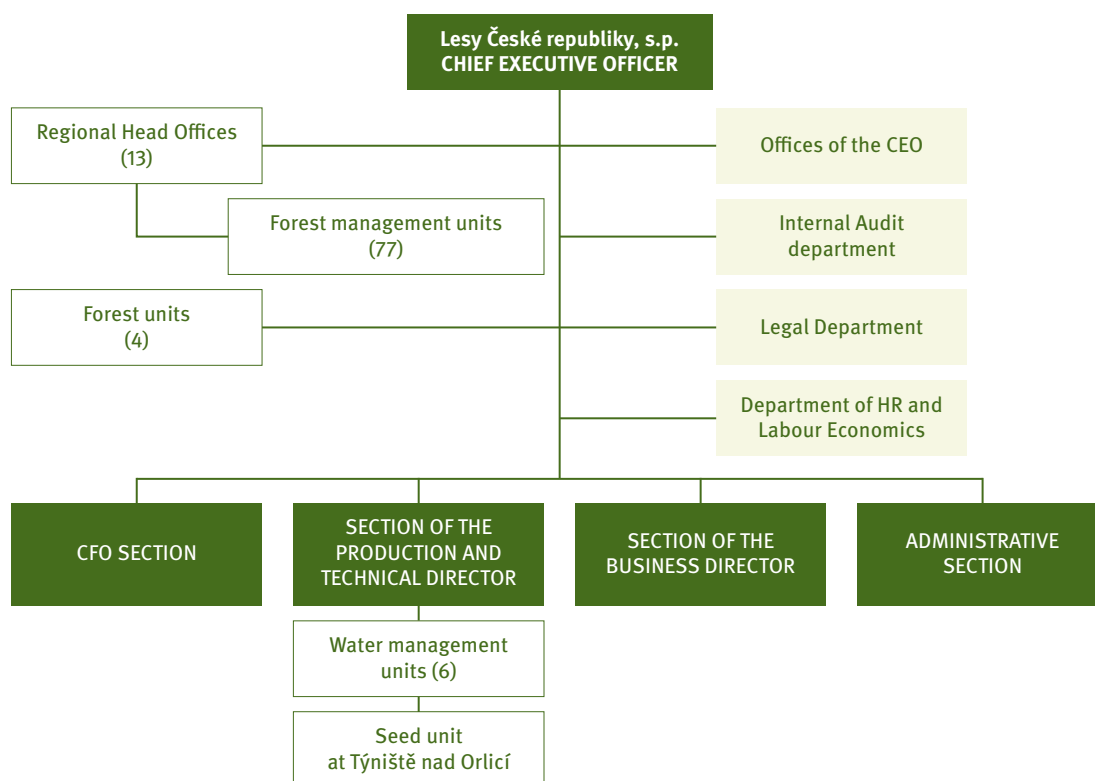 Lesy České republiky, s.p.
CHIEF EXECUTIVE OFFICER
Regional Head Offices
(13)
Offices of the CEO
Forest management units
(77)
Internal Audit
department
Forest units
(4)
Legal Department
Department of HR and
Labour Economics
CFO SECTION
SECTION OF THE
PRODUCTION AND
TECHNICAL DIRECTOR
SECTION OF THE
BUSINESS DIRECTOR
ADMINISTRATIVE
SECTION
Water management
units (6)
Seed unit
at Týniště nad Orlicí